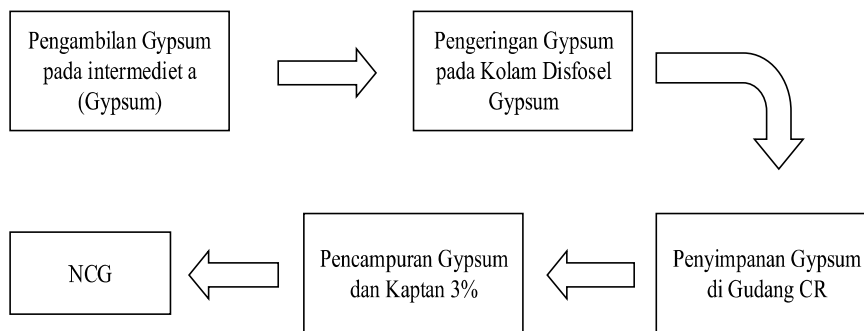 Pengambilan Gypsum
pada intermediet a
(Gypsum)
Pengeringan Gypsum
pada Kolam Disfosel
Gypsum
Penyimpanan Gypsum
di Gudang CR
Pencampuran Gypsum
dan Kaptan 3%
NCG